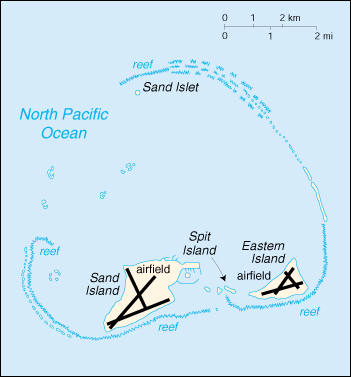 0 1 2 km
0 1 2 mi
reef
Sand Islet
North Pacific
Ocean
Spit
Island
Eastern
Island
reef
airfield
airfield
Sand
Island
reef
reef